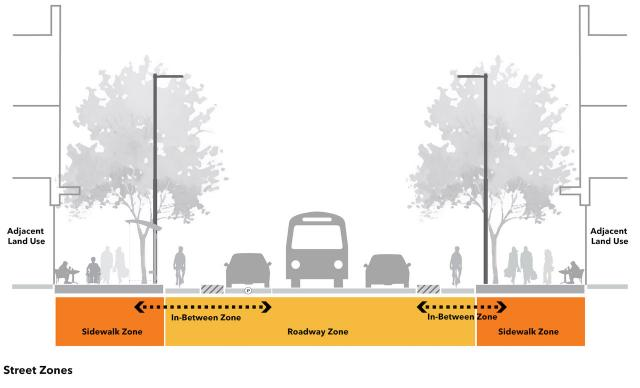 Adjacent
Land Use
Adjacent
Land Use
P
In-Between Zone
In-Between Zone
Sidewalk Zone
Roadway Zone
Sidewalk Zone
Street Zones